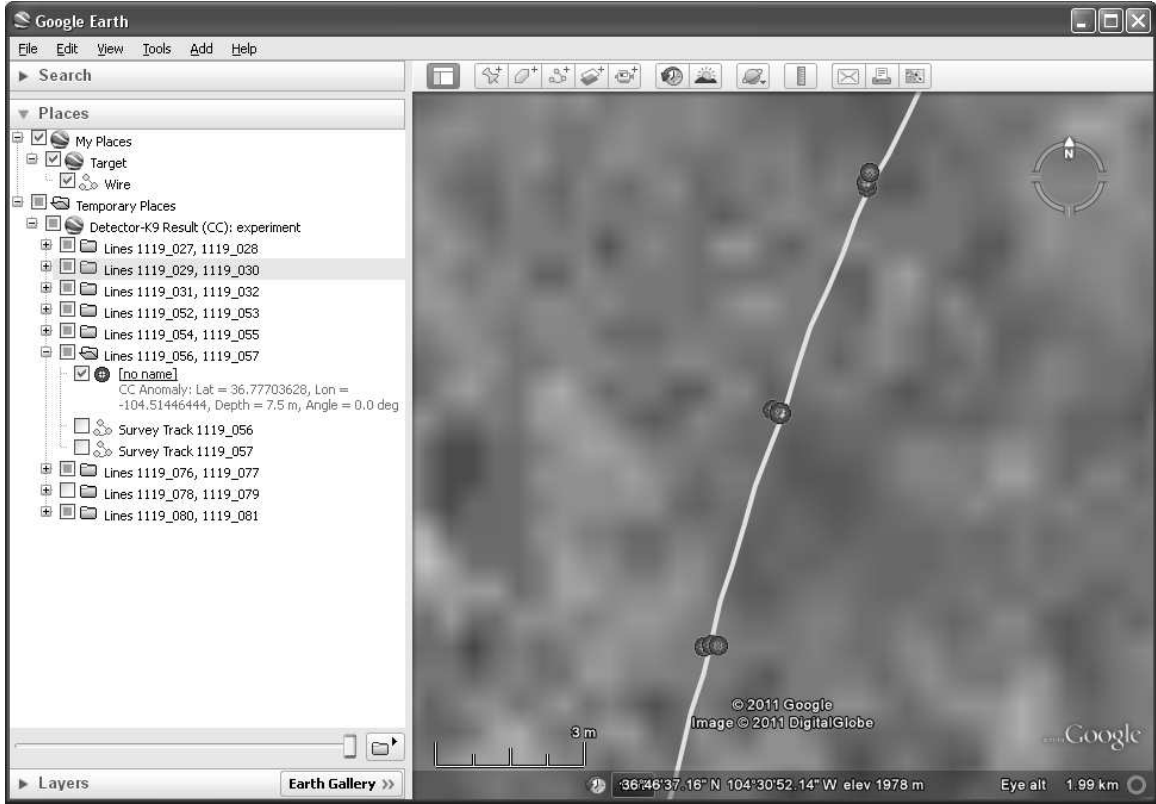 Google Earth
File Edit View Tools Add Help
Search
Places
My Places
Target
Wire
Temporary Places
Detector-K9 Result (CC): experiment
Lines 1119_027, 1119_028
Lines 1119_029, 1119_030
Lines 1119_031, 1119_032
Lines 1119_052, 1119_053
Lines 1119_054, 1119_055
Lines 1119_056, 1119_057
[no name]
CC Anomaly: Lat = 36.77703628, Lon =
-104.51446444, Depth = 7.5 m, Angle = 0.0 deg
Survey Track 1119_056
Survey Track 1119_057
Lines 1119_076, 1119_077
Lines 1119_078, 1119_079
Lines 1119_080, 1119_081
Layers
Earth Gallery >>
N
© 2011 Google
Image © 2011 DigitalGlobe
3 m
Google
36°46'37.16" N 104°30'52.14" W elev 1978 m
Eye alt 1.99 km